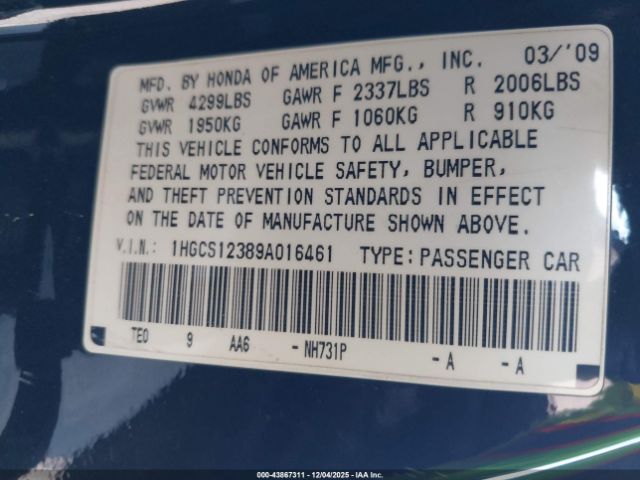 MFD. BY HONDA OF AMERICA MFG., INC. 03/'09
GVWR 4299LBS GAWR F 2337LBS R 2006LBS
GVWR 1950KG GAWR F 1060KG R 910KG
THIS VEHICLE CONFORMS TO ALL APPLICABLE
FEDERAL MOTOR VEHICLE SAFETY, BUMPER,
AND THEFT PREVENTION STANDARDS IN EFFECT
ON THE DATE OF MANUFACTURE SHOWN ABOVE.
V.I.N.: 1HGCS12389A016461 TYPE: PASSENGER CAR
TE0 9 AA6 - NH731P - A - A
000-43867311 - 12/04/2025 - IAA Inc.